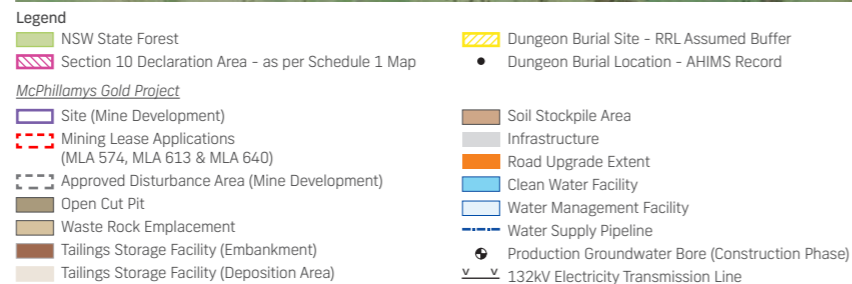 Legend
NSW State Forest
Section 10 Declaration Area - as per Schedule 1 Map
McPhillamys Gold Project
Site (Mine Development)
Mining Lease Applications
(MLA 574, MLA 613 & MLA 640)
Approved Disturbance Area (Mine Development)
Open Cut Pit
Waste Rock Emplacement
Tailings Storage Facility (Embankment)
Tailings Storage Facility (Deposition Area)
Dungeon Burial Site - RRL Assumed Buffer
Dungeon Burial Location - AHIMS Record
Soil Stockpile Area
Infrastructure
Road Upgrade Extent
Clean Water Facility
Water Management Facility
Water Supply Pipeline
Production Groundwater Bore (Construction Phase)
V V 132kV Electricity Transmission Line